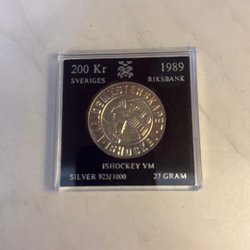 200 Kr 1989
SVERIGES RIKSBANK
ISHOCKEY VM
SILVER 925/1000 27 GRAM